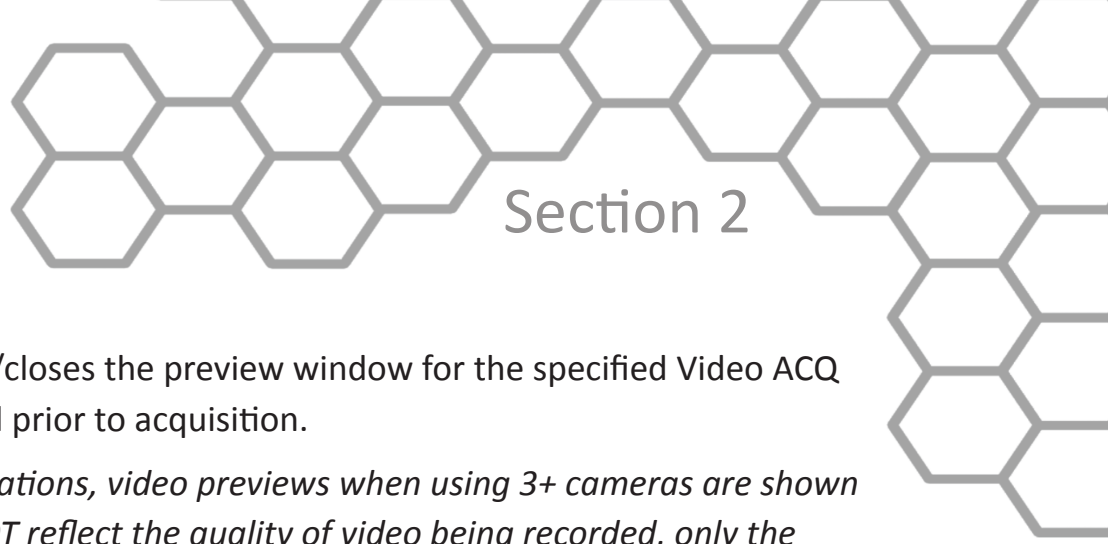 Section 2
/closes the preview window for the specified Video ACQ
prior to acquisition.
ations, video previews when using 3+ cameras are shown
T reflect the quality of video being recorded, only the